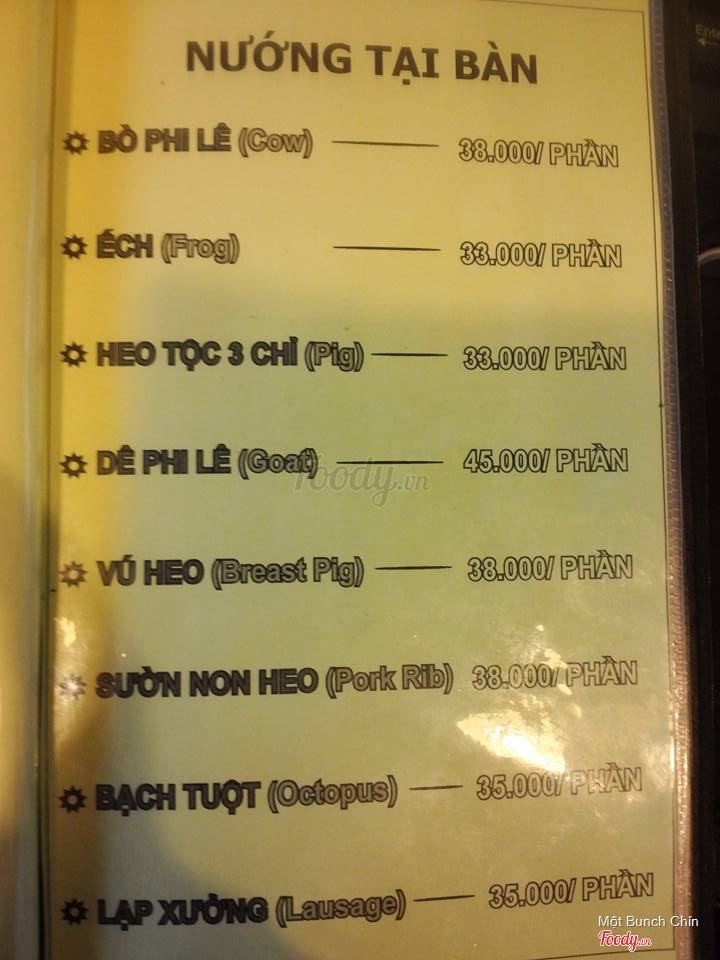 NƯỚNG TẠI BÀN
BÒ PHI LÊ (Cow) 38.000/ PHẦN
ẾCH (Frog) 33.000/ PHẦN
HEO TỘC 3 CHỈ (Pig) 33.000/ PHẦN
DÊ PHI LÊ (Goat) 45.000/ PHẦN
foody.vn
VÚ HEO (Breast Pig) 38.000/ PHẦN
SƯỜN NON HEO (Pork Rib) 38.000/ PHẦN
BẠCH TUỘT (Octopus) 35.000/ PHẦN
LẠP XƯỞNG (Lausage) 35.000/ PHẦN
Một Bunch Chín
Foody.vn